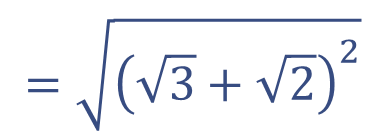 = √((√3 + √2)²)